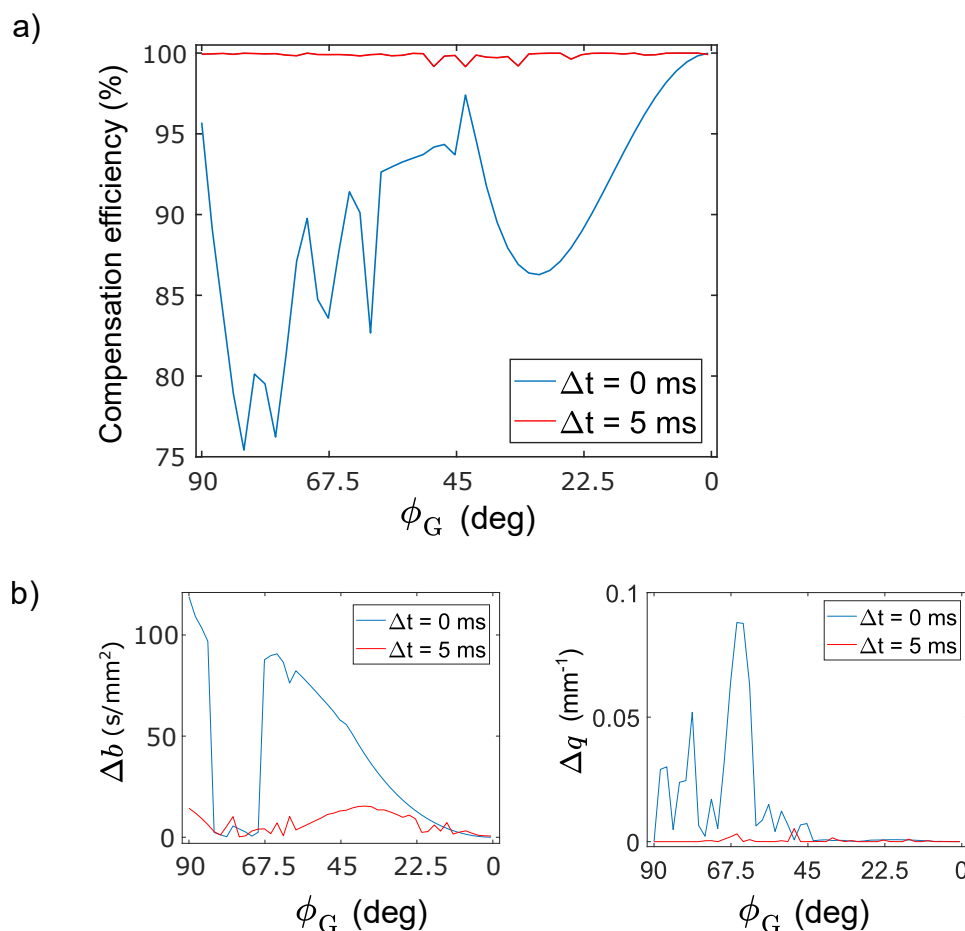 a)
Compensation efficiency (%)
100
95
90
85
80
75
90
67.5
45
22.5
0
Δt = 0 ms
Δt = 5 ms
ϕG (deg)
b)
Δb (s/mm²)
100
50
0
90
67.5
45
22.5
0
Δt = 0 ms
Δt = 5 ms
ϕG (deg)
Δq (mm⁻¹)
0.1
0.05
0
90
67.5
45
22.5
0
Δt = 0 ms
Δt = 5 ms
ϕG (deg)